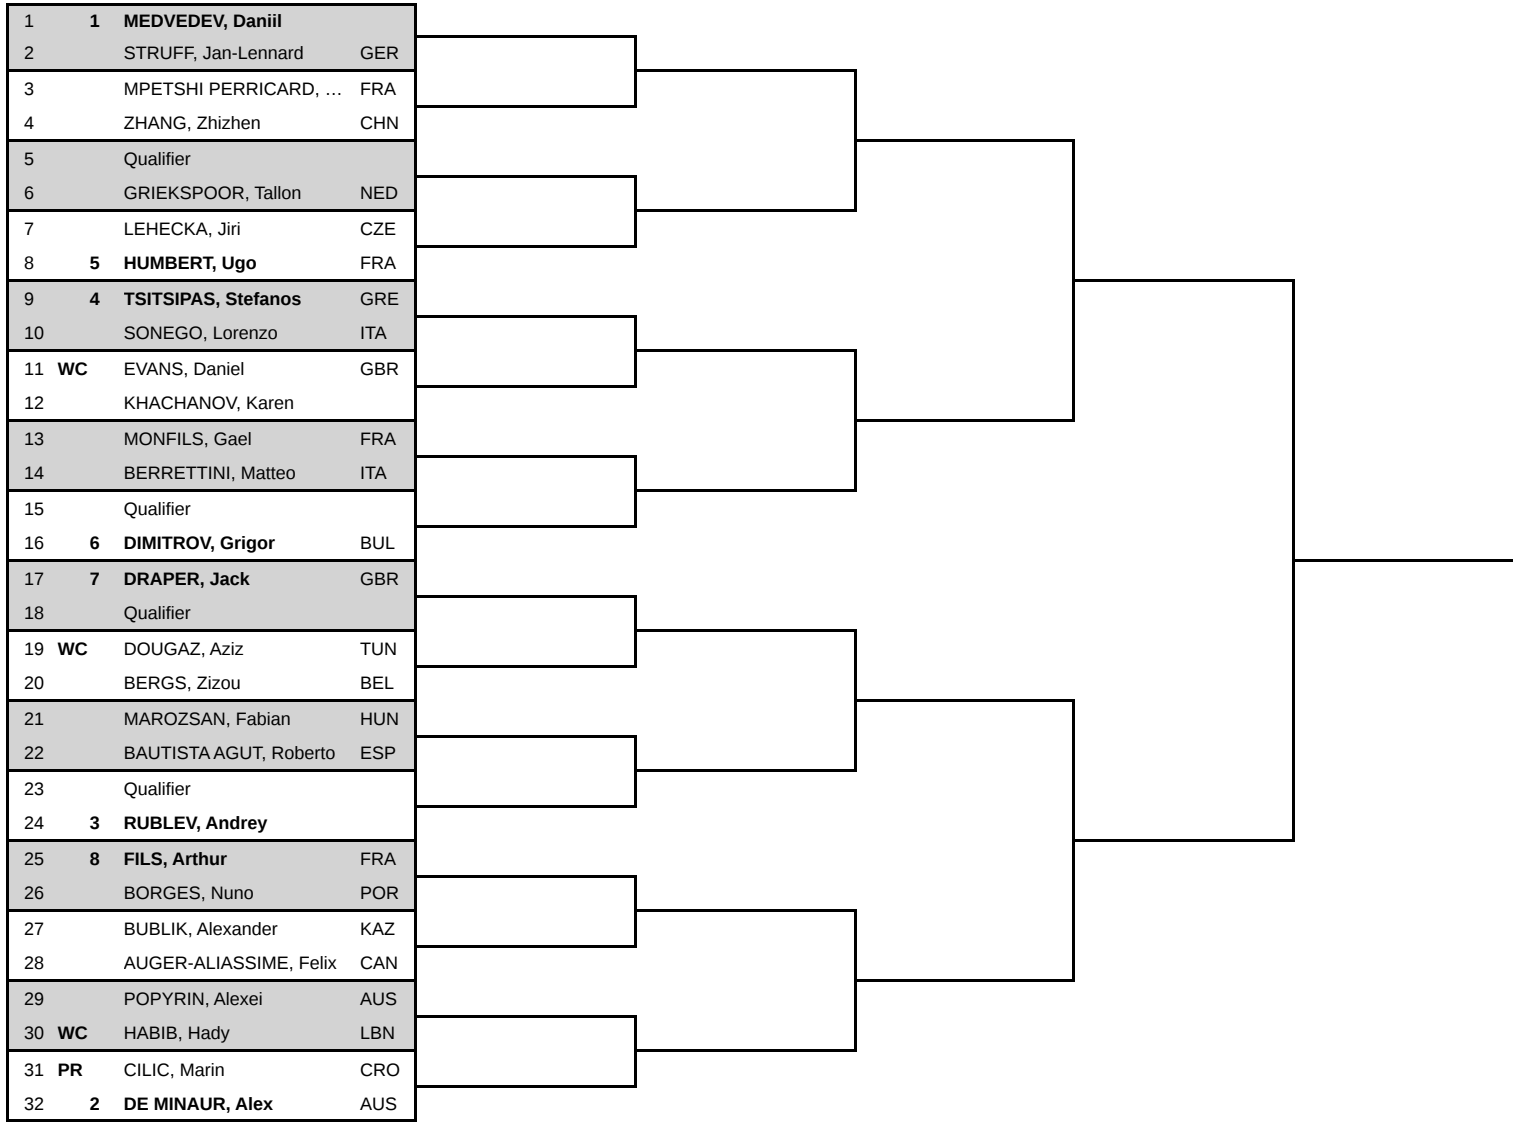 1 1 MEDVEDEV, Daniil
2 STRUFF, Jan-Lennard GER
3 MPETSHI PERRICARD, … FRA
4 ZHANG, Zhizhen CHN
5 Qualifier
6 GRIEKSPOOR, Tallon NED
7 LEHECKA, Jiri CZE
8 5 HUMBERT, Ugo FRA
9 4 TSITSIPAS, Stefanos GRE
10 SONEGO, Lorenzo ITA
11 WC EVANS, Daniel GBR
12 KHACHANOV, Karen
13 MONFILS, Gael FRA
14 BERRETTINI, Matteo ITA
15 Qualifier
16 6 DIMITROV, Grigor BUL
17 7 DRAPER, Jack GBR
18 Qualifier
19 WC DOUGAZ, Aziz TUN
20 BERGS, Zizou BEL
21 MAROZSAN, Fabian HUN
22 BAUTISTA AGUT, Roberto ESP
23 Qualifier
24 3 RUBLEV, Andrey
25 8 FILS, Arthur FRA
26 BORGES, Nuno POR
27 BUBLIK, Alexander KAZ
28 AUGER-ALIASSIME, Felix CAN
29 POPYRIN, Alexei AUS
30 WC HABIB, Hady LBN
31 PR CILIC, Marin CRO
32 2 DE MINAUR, Alex AUS